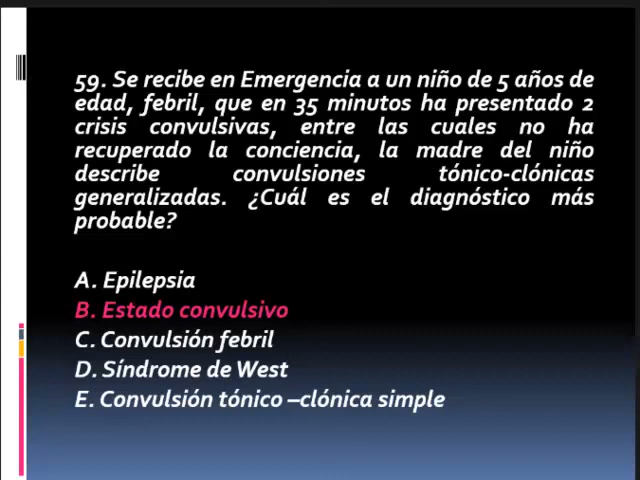 59. Se recibe en Emergencia a un niño de 5 años de
edad, febril, que en 35 minutos ha presentado 2
crisis convulsivas, entre las cuales no ha
recuperado la conciencia, la madre del niño
describe convulsiones tónico-clónicas
generalizadas. ¿Cuál es el diagnóstico más
probable?
A. Epilepsia
B. Estado convulsivo
C. Convulsión febril
D. Síndrome de West
E. Convulsión tónico –clónica simple